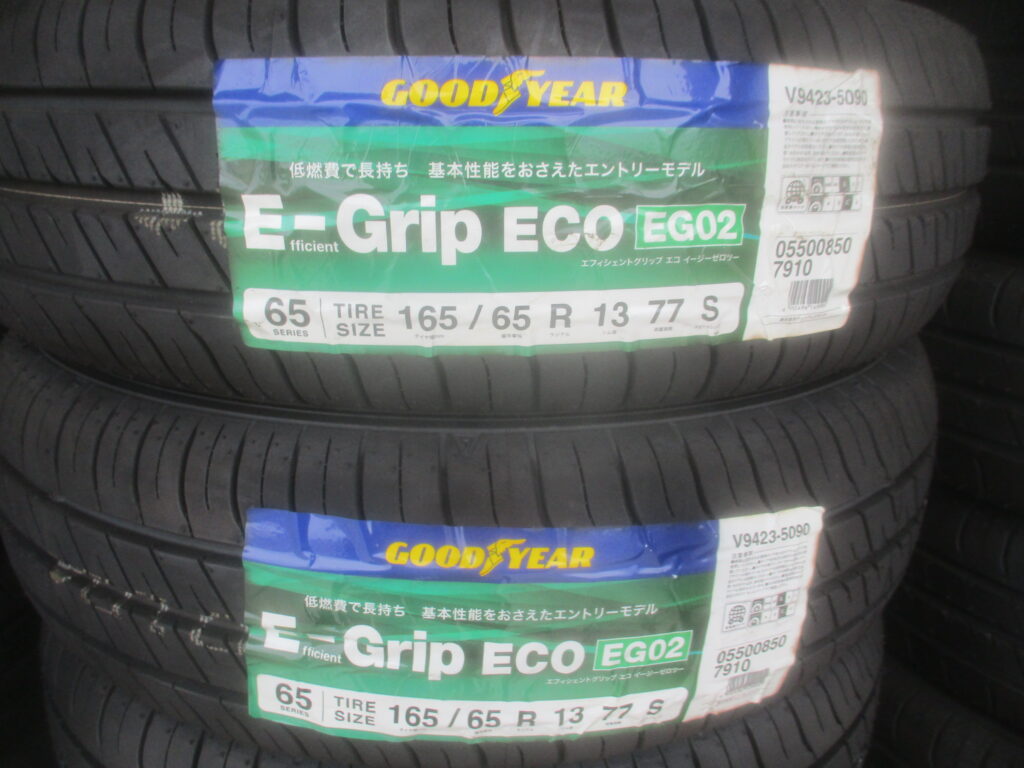 GOODYEAR
低燃費で長持ち 基本性能をおさえたエントリーモデル
E-fficient Grip ECO EG02
エフィシェントグリップ エコ イージーゼロツー
65 SERIES TIRE SIZE 165 / 65 R 13 77 S
V9423-5090
05500850
7910
GOODYEAR
低燃費で長持ち 基本性能をおさえたエントリーモデル
E-fficient Grip ECO EG02
エフィシェントグリップ エコ イージーゼロツー
65 SERIES TIRE SIZE 165 / 65 R 13 77 S
V9423-5090
05500850
7910